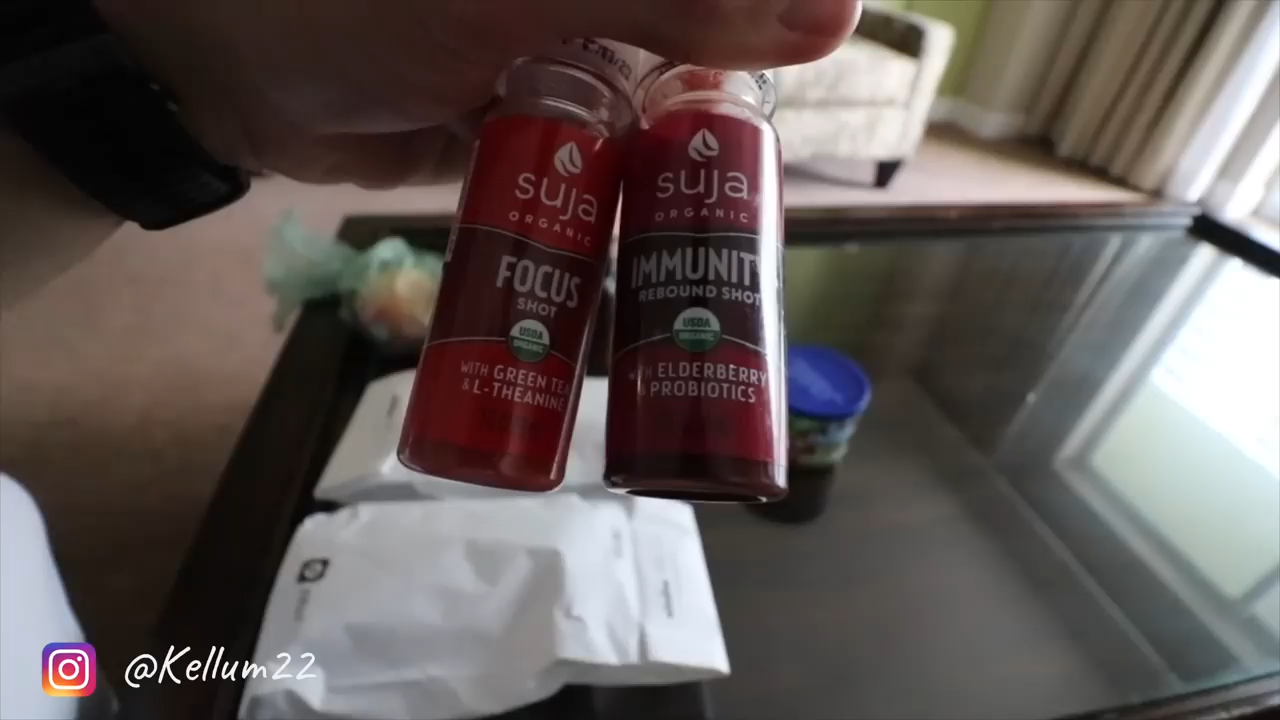 suja
ORGANIC
FOCUS
SHOT
USDA
ORGANIC
WITH GREEN TEA
& L-THEANINE
suja
ORGANIC
IMMUNITY
REBOUND SHOT
USDA
ORGANIC
WITH ELDERBERRY
PROBIOTICS
@Kellum22